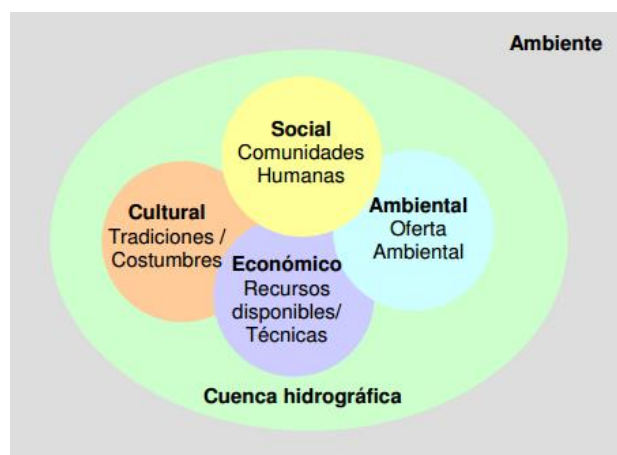 Ambiente
Social
Comunidades
Humanas
Cultural
Tradiciones /
Costumbres
Ambiental
Oferta
Ambiental
Económico
Recursos
disponibles/
Técnicas
Cuenca hidrográfica